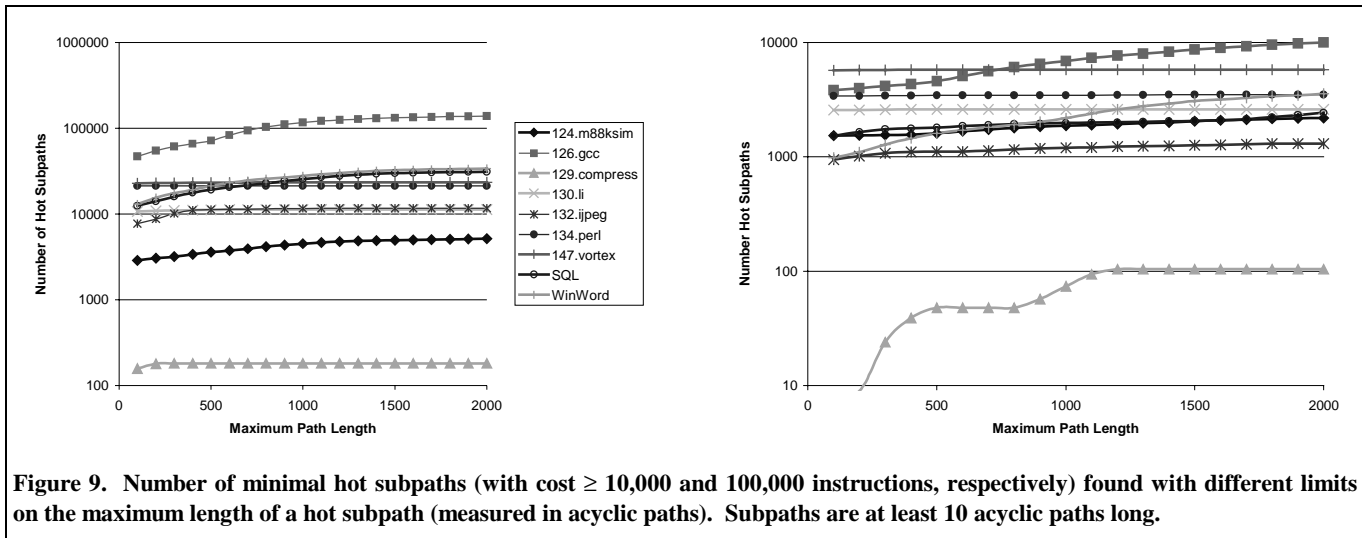 1000000
100000
10000
1000
100
Number of Hot Subpaths
0
500
1000
1500
2000
Maximum Path Length
124.m88ksim
126.gcc
129.compress
130.li
132.ijpeg
134.perl
147.vortex
SQL
WinWord
10000
1000
100
10
Number Hot Subpaths
0
500
1000
1500
2000
Maximum Path Length
Figure 9. Number of minimal hot subpaths (with cost ≥ 10,000 and 100,000 instructions, respectively) found with different limits
on the maximum length of a hot subpath (measured in acyclic paths). Subpaths are at least 10 acyclic paths long.